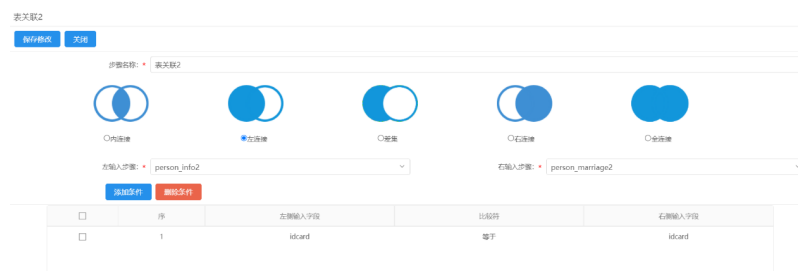 表关联2
保存修改 关闭
步骤名称: * 表关联2
内连接 左连接 差集 右连接 全连接
左输入步骤: * person_info2 右输入步骤: * person_marriage2
添加条件 删除条件
序 左侧输入字段 比较符 右侧输入字段
1 idcard 等于 idcard